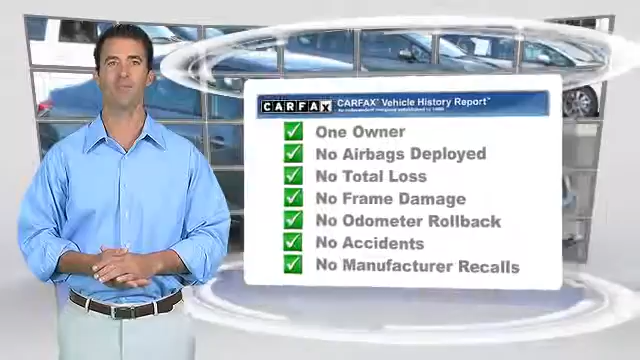 CARFAX CARFAX Vehicle History Report™
One Owner
No Airbags Deployed
No Total Loss
No Frame Damage
No Odometer Rollback
No Accidents
No Manufacturer Recalls